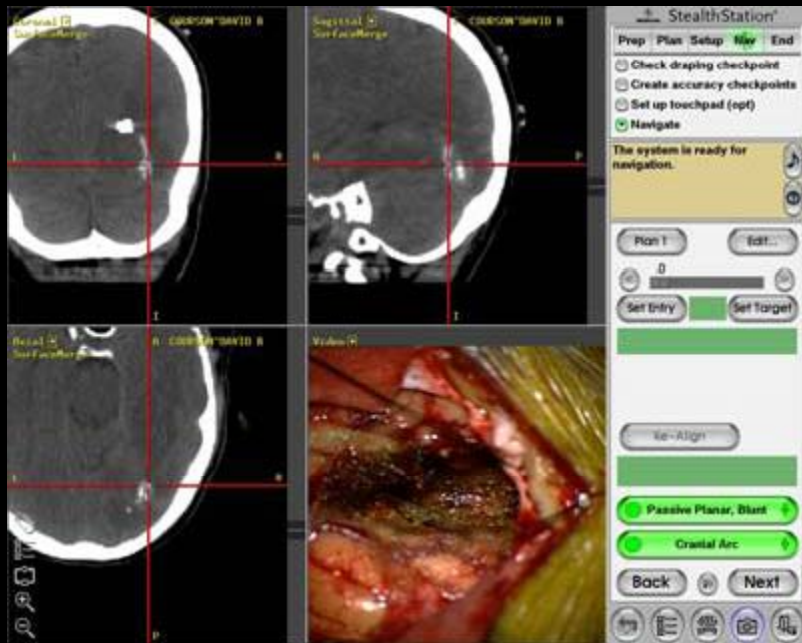 Coronal
SurfaceMerge
COURSON^DAVID B
Sagittal
SurfaceMerge
COURSON^DAVID B
StealthStation
Prep Plan Setup Nav End
Check draping checkpoint
Create accuracy checkpoints
Set up touchpad (opt)
Navigate
The system is ready for
navigation.
Plan 1
Edit...
.0
Set Entry
Set Target
R
A
P
I
I
Axial
SurfaceMerge
A COURSON^DAVID B
Video
Re-Align
R
P
Passive Planar, Blunt
Cranial Arc
Back
Next